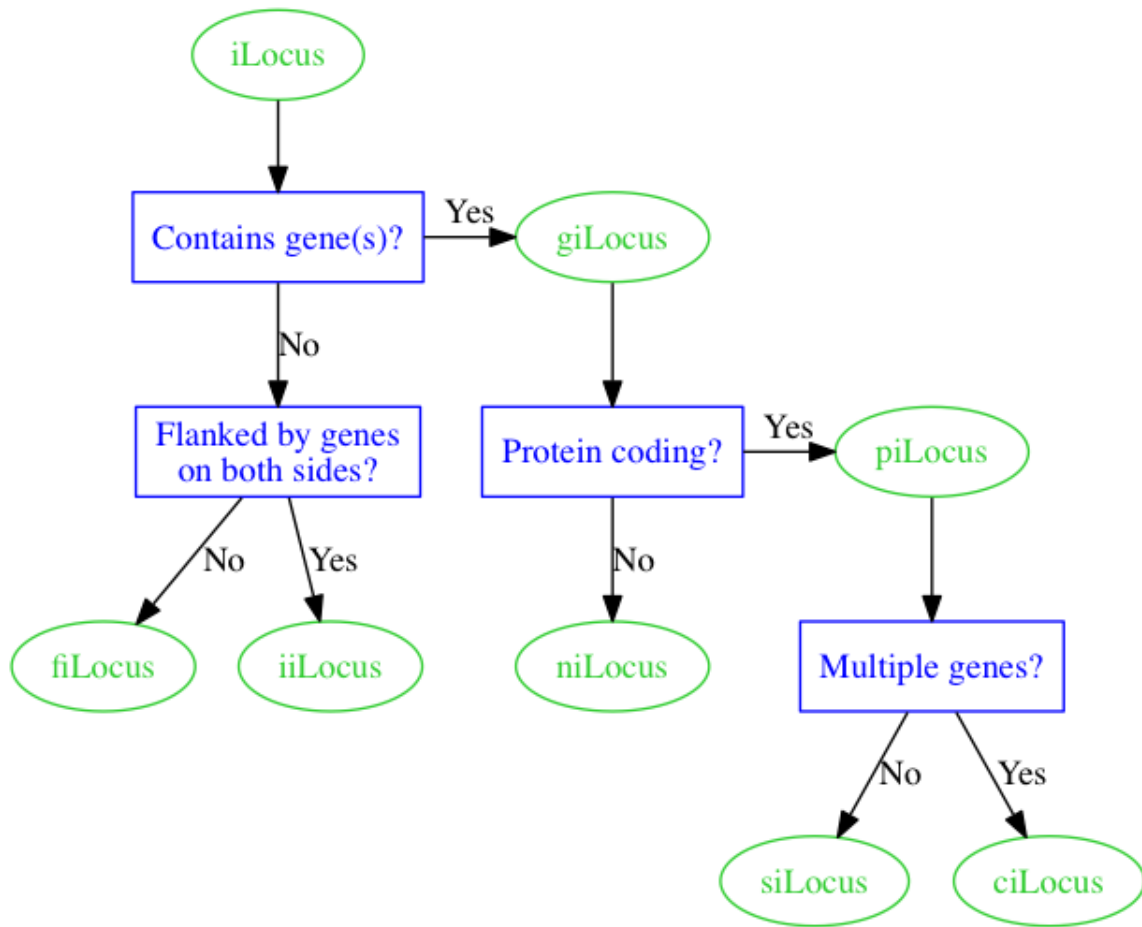 iLocus
Contains gene(s)?
Yes
giLocus
No
Flanked by genes
on both sides?
Protein coding?
Yes
piLocus
No
Yes
No
fiLocus
iiLocus
niLocus
Multiple genes?
No
Yes
siLocus
ciLocus